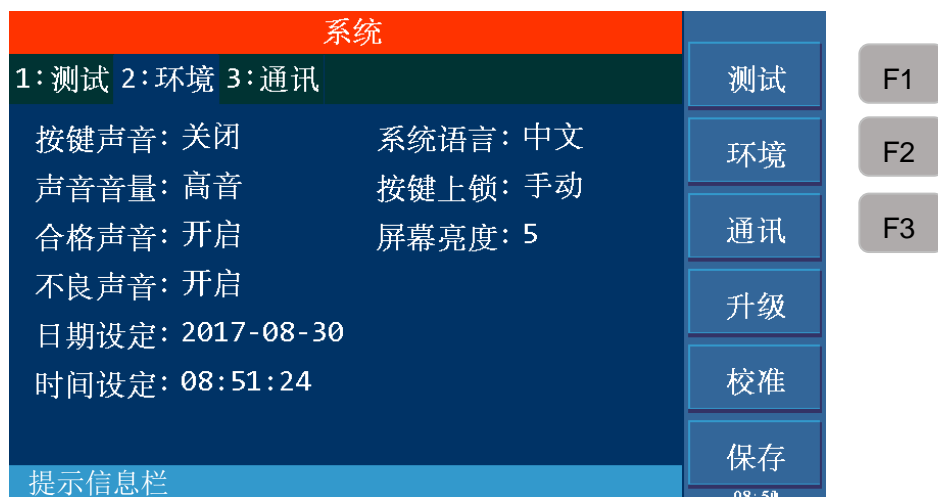 系统
1:测试 2:环境 3:通讯
按键声音: 关闭 系统语言: 中文
声音音量: 高音 按键上锁: 手动
合格声音: 开启 屏幕亮度: 5
不良声音: 开启
日期设定: 2017-08-30
时间设定: 08:51:24
提示信息栏
测试 F1
环境 F2
通讯 F3
升级
校准
保存